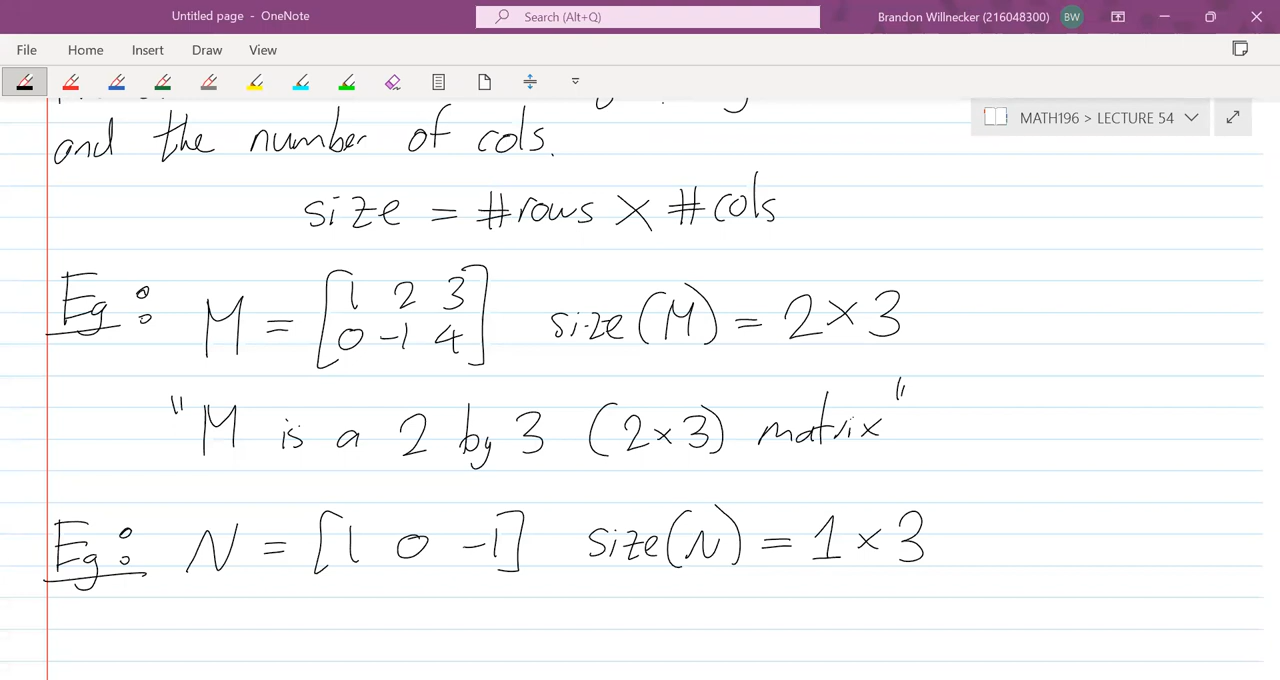 Untitled page - OneNote
Search (Alt+Q)
Brandon Willnecker (216048300)
BW
File Home Insert Draw View
MATH196 > LECTURE 54
and the number of cols.
size = #rows × #cols
Eg: M = [1 2 3
0 -1 4] size(M) = 2×3
"M is a 2 by 3 (2×3) matrix"
Eg: N = [1 0 -1] size(N) = 1×3